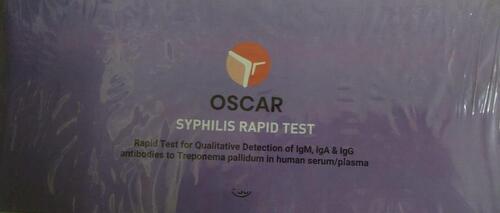 OSCAR
SYPHILIS RAPID TEST
Rapid Test for Qualitative Detection of IgM, IgA & IgG
antibodies to Treponema pallidum in human serum/plasma